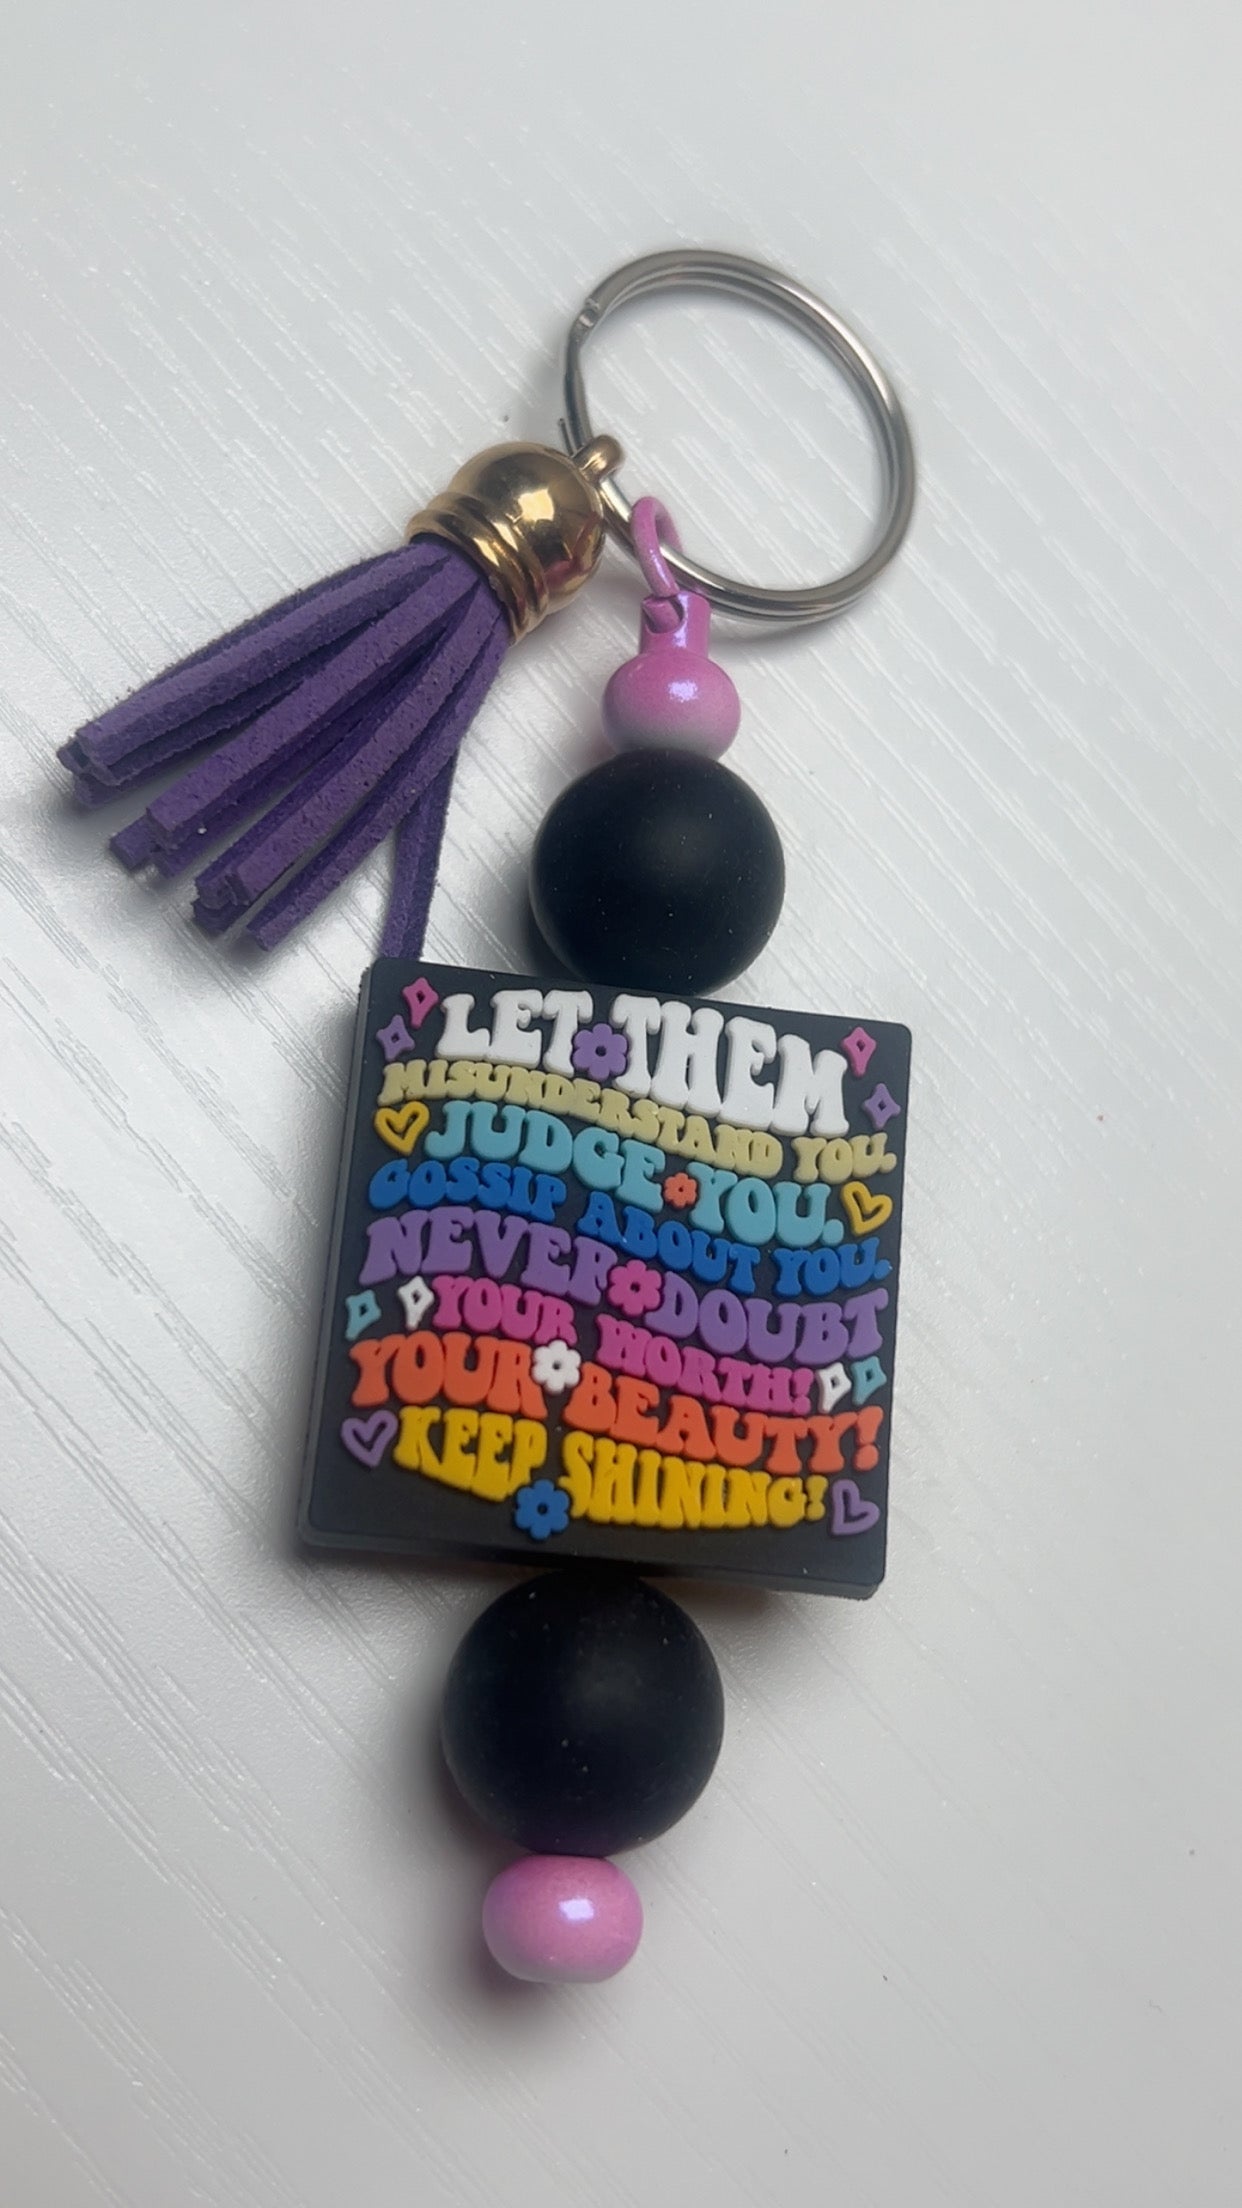 LET THEM
MISUNDERSTAND YOU.
JUDGE YOU.
GOSSIP ABOUT YOU.
NEVER DOUBT
YOUR WORTH!
YOUR BEAUTY!
KEEP SHINING!